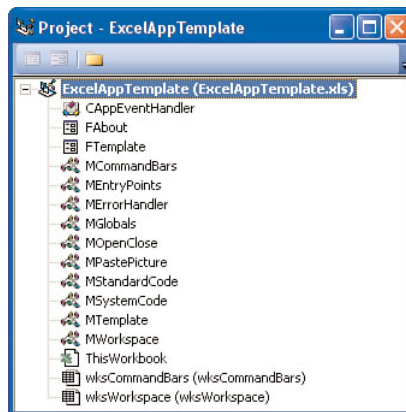 Project - ExcelAppTemplate
ExcelAppTemplate (ExcelAppTemplate.xls)
CAppEventHandler
FAbout
FTemplate
MCommandBars
MEntryPoints
MErrorHandler
MGlobals
MOpenClose
MPastePicture
MStandardCode
MSystemCode
MTemplate
MWorkspace
ThisWorkbook
wksCommandBars (wksCommandBars)
wksWorkspace (wksWorkspace)